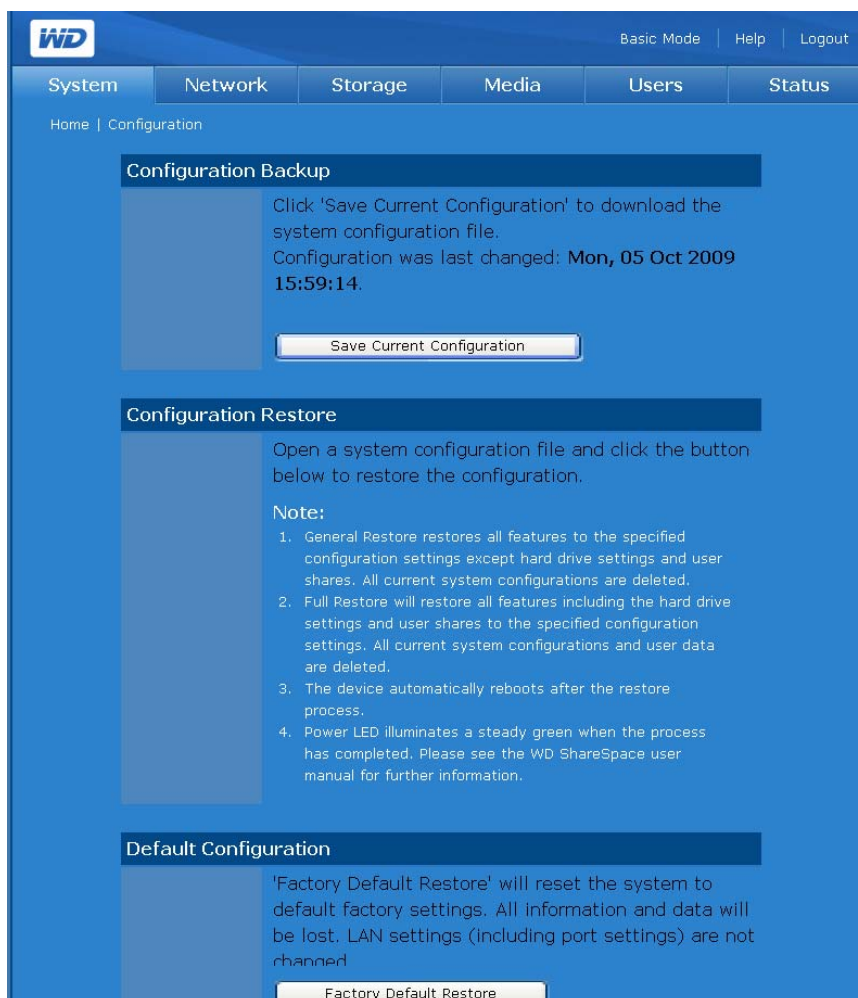 WD
Basic Mode | Help | Logout
System Network Storage Media Users Status
Home | Configuration
Configuration Backup
Click 'Save Current Configuration' to download the
system configuration file.
Configuration was last changed: Mon, 05 Oct 2009
15:59:14.
Save Current Configuration
Configuration Restore
Open a system configuration file and click the button
below to restore the configuration.
Note:
1. General Restore restores all features to the specified
configuration settings except hard drive settings and user
shares. All current system configurations are deleted.
2. Full Restore will restore all features including the hard drive
settings and user shares to the specified configuration
settings. All current system configurations and user data
are deleted.
3. The device automatically reboots after the restore
process.
4. Power LED illuminates a steady green when the process
has completed. Please see the WD ShareSpace user
manual for further information.
Default Configuration
'Factory Default Restore' will reset the system to
default factory settings. All information and data will
be lost. LAN settings (including port settings) are not
changed
Factory Default Restore